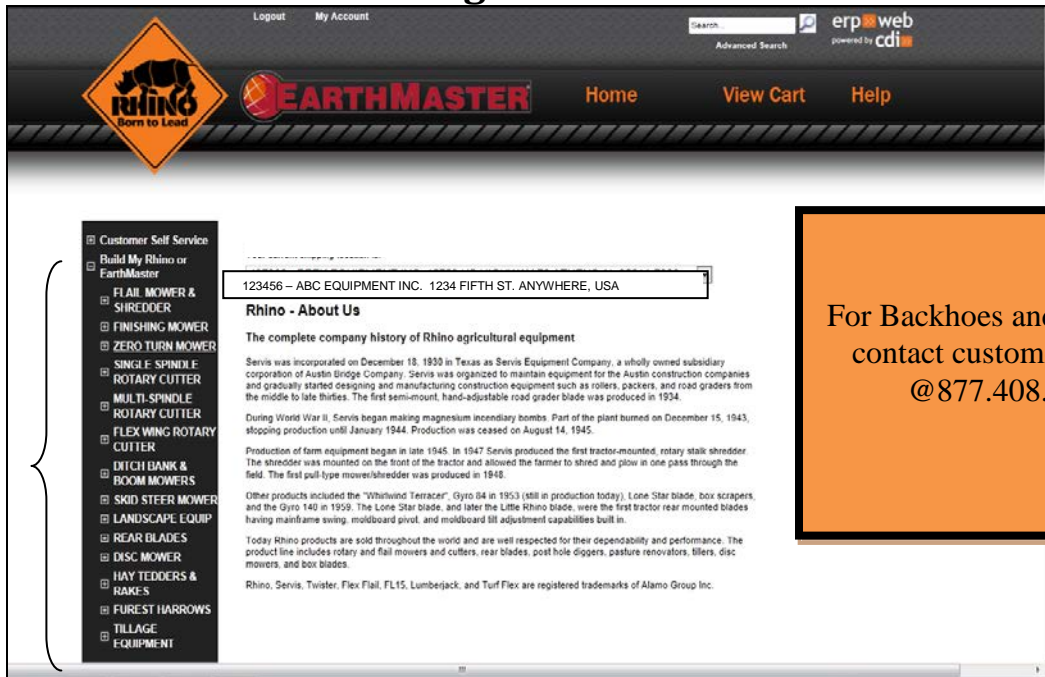 Logout My Account
Search...
Advanced Search
erp web
powered by cdi
RHINO
Born to Lead
EARTHMASTER
Home View Cart Help
Customer Self Service
Build My Rhino or
EarthMaster
FLAIL MOWER &
SHREDDER
FINISHING MOWER
ZERO TURN MOWER
SINGLE SPINDLE
ROTARY CUTTER
MULTI-SPINDLE
ROTARY CUTTER
FLEX WING ROTARY
CUTTER
DITCH BANK &
BOOM MOWERS
SKID STEER MOWER
LANDSCAPE EQUIP
REAR BLADES
DISC MOWER
HAY TEDDERS &
RAKES
FUREST HARROWS
TILLAGE
EQUIPMENT
123456 – ABC EQUIPMENT INC. 1234 FIFTH ST. ANYWHERE, USA
Rhino - About Us
The complete company history of Rhino agricultural equipment
Servis was incorporated on December 18, 1930 in Texas as Servis Equipment Company, a wholly owned subsidiary
corporation of Austin Bridge Company. Servis was organized to maintain equipment for the Austin construction companies
and gradually started designing and manufacturing construction equipment such as rollers, packers, and road graders from
the middle to late thirties. The first semi-mount, hand-adjustable road grader blade was produced in 1934.
During World War II, Servis began making magnesium incendiary bombs. Part of the plant burned on December 15, 1943,
stopping production until January 1944. Production was ceased on August 14, 1945.
Production of farm equipment began in late 1945. In 1947 Servis produced the first tractor-mounted, rotary stalk shredder.
The shredder was mounted on the front of the tractor and allowed the farmer to shred and plow in one pass through the
field. The first pull-type mower/shredder was produced in 1948.
Other products included the "Whirlwind Terracer", Gyro 84 in 1953 (still in production today), Lone Star blade, box scrapers,
and the Gyro 140 in 1959. The Lone Star blade, and later the Little Rhino blade, were the first tractor rear mounted blades
having mainframe swing, moldboard pivot, and moldboard tilt adjustment capabilities built in.
Today Rhino products are sold throughout the world and are well respected for their dependability and performance. The
product line includes rotary and flail mowers and cutters, rear blades, post hole diggers, pasture renovators, tillers, disc
mowers, and box blades.
Rhino, Servis, Twister, Flex Flail, FL15, Lumberjack, and Turf Flex are registered trademarks of Alamo Group Inc.
For Backhoes an
contact custom
@877.408.